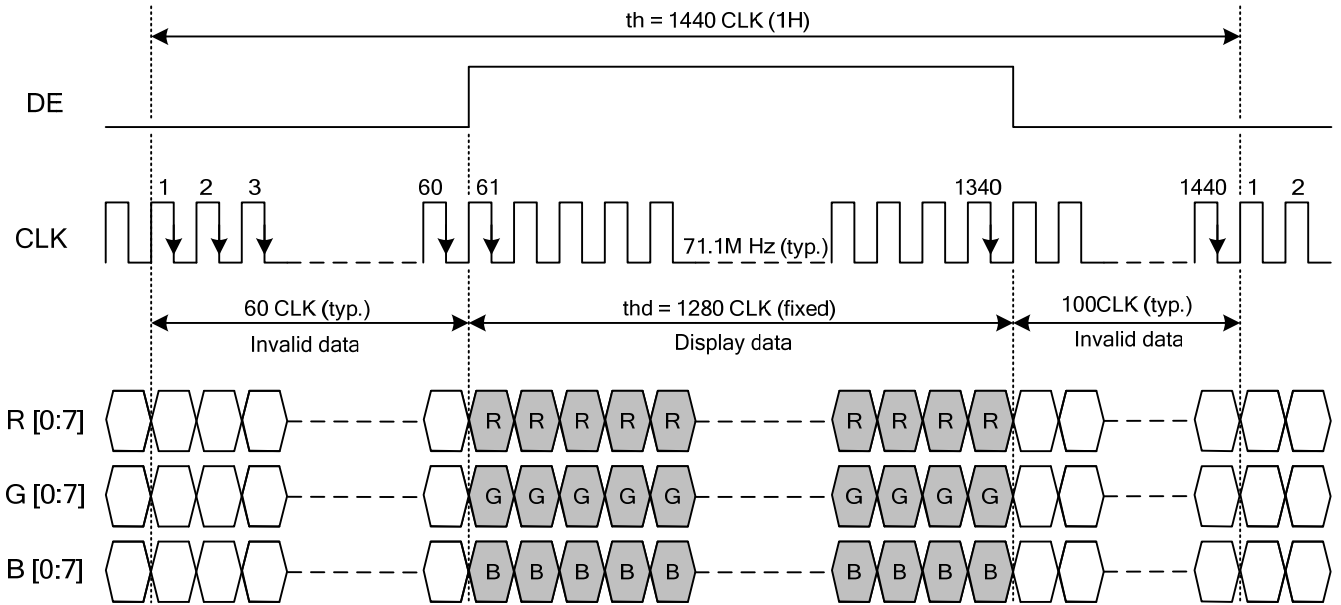 th = 1440 CLK (1H)
DE
1 2 3 60 61 1340 1440 1 2
CLK
71.1M Hz (typ.)
60 CLK (typ.) thd = 1280 CLK (fixed) 100CLK (typ.)
Invalid data Display data Invalid data
R [0:7] R R R R R R R R R
G [0:7] G G G G G G G G G
B [0:7] B B B B B B B B B